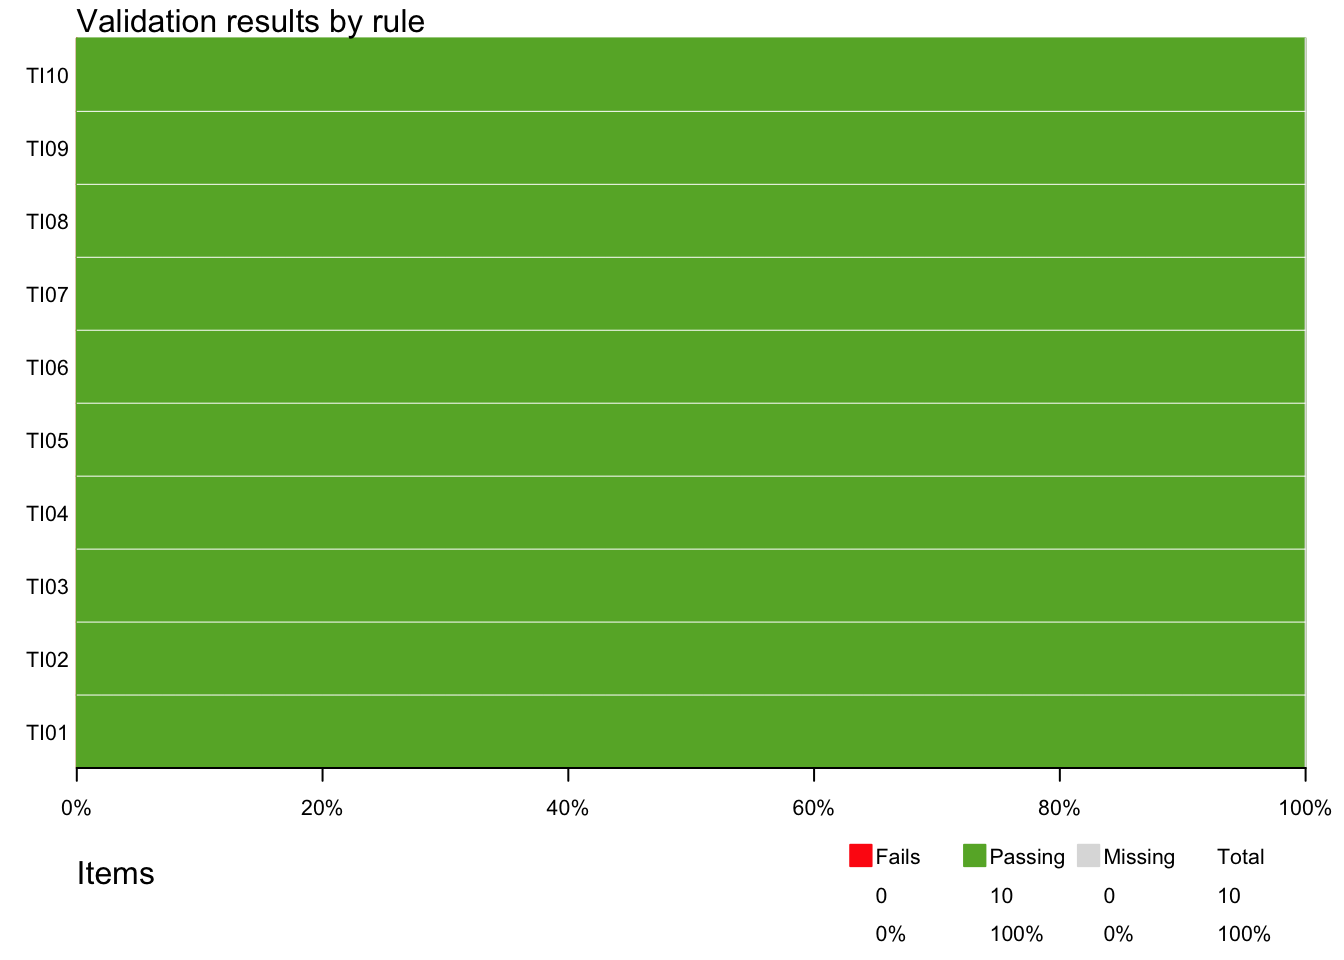 Validation results by rule
TI10
TI09
TI08
TI07
TI06
TI05
TI04
TI03
TI02
TI01
0% 20% 40% 60% 80% 100%
Items
Fails Passing Missing Total
0 10 0 10
0% 100% 0% 100%